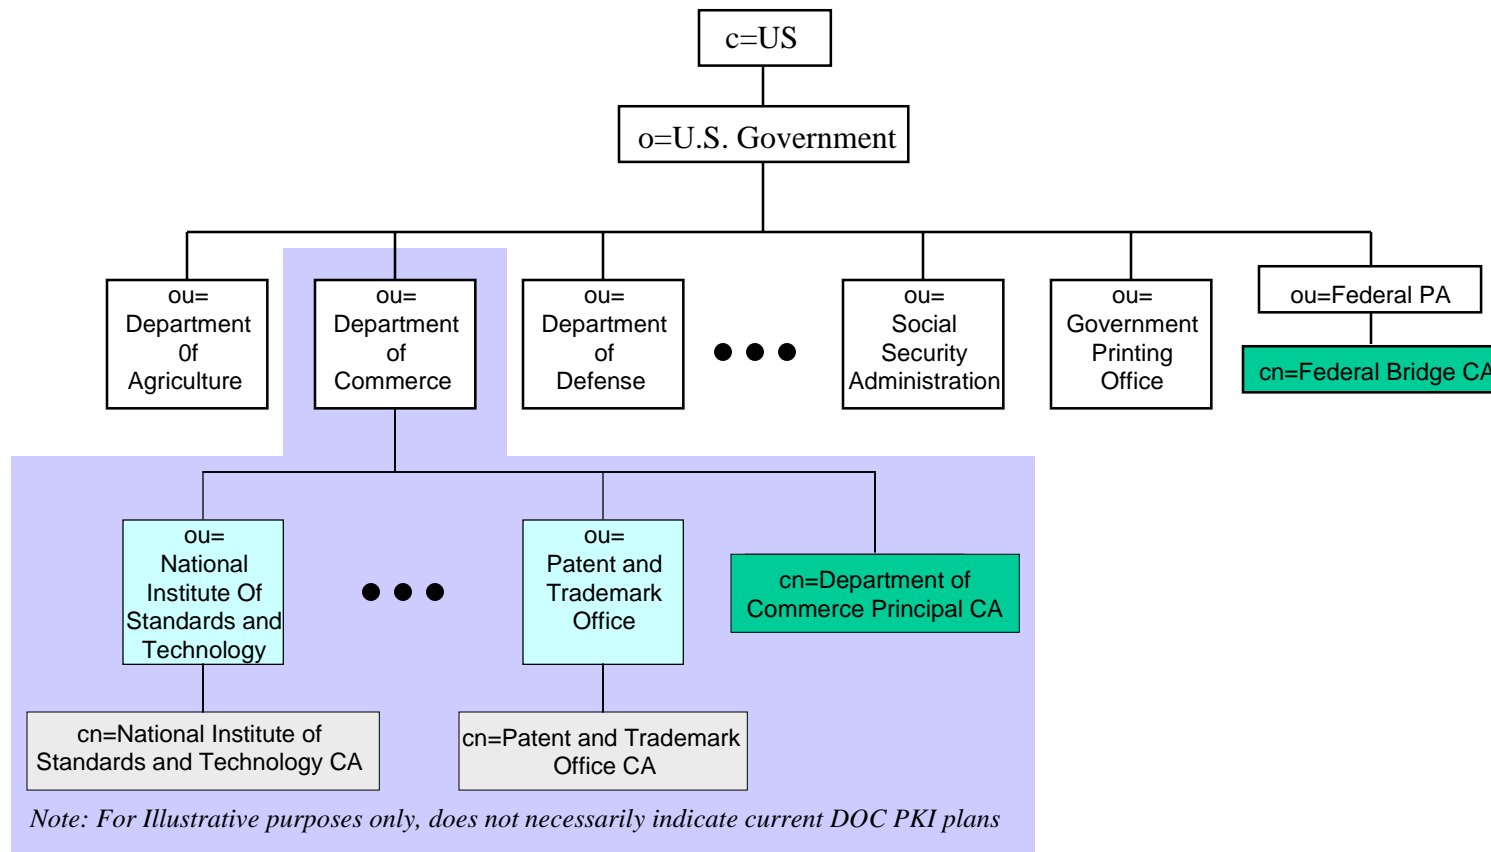 c=US
o=U.S. Government
ou=
Department
0f
Agriculture
ou=
Department
of
Commerce
ou=
Department
of
Defense
ou=
Social
Security
Administration
ou=
Government
Printing
Office
ou=Federal PA
cn=Federal Bridge CA
ou=
National
Institute Of
Standards and
Technology
ou=
Patent and
Trademark
Office
cn=Department of
Commerce Principal CA
cn=National Institute of
Standards and Technology CA
cn=Patent and Trademark
Office CA
Note: For Illustrative purposes only, does not necessarily indicate current DOC PKI plans